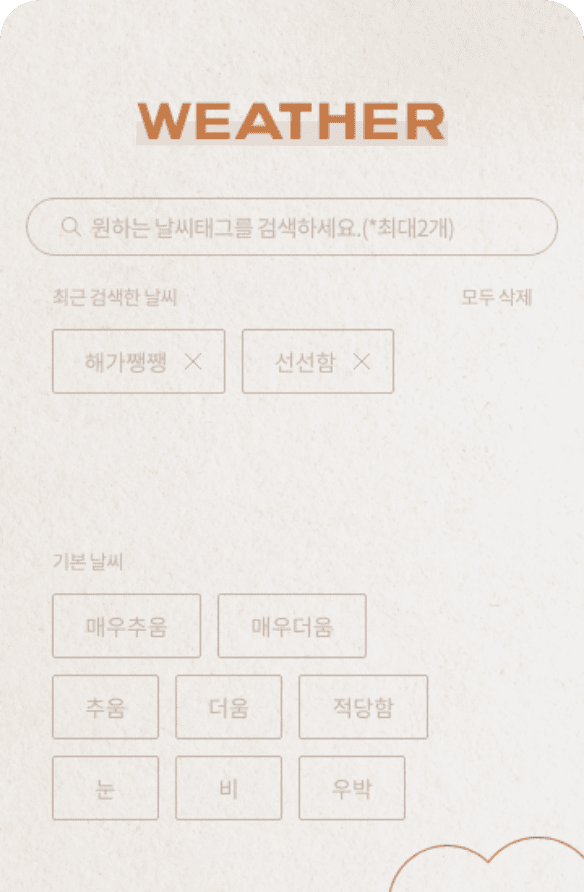 WEATHER
원하는 날씨태그를 검색하세요.(*최대2개)
최근 검색한 날씨 모두 삭제
해가쨍쨍 선선함
기본 날씨
매우추움 매우더움
추움 더움 적당함
눈 비 우박